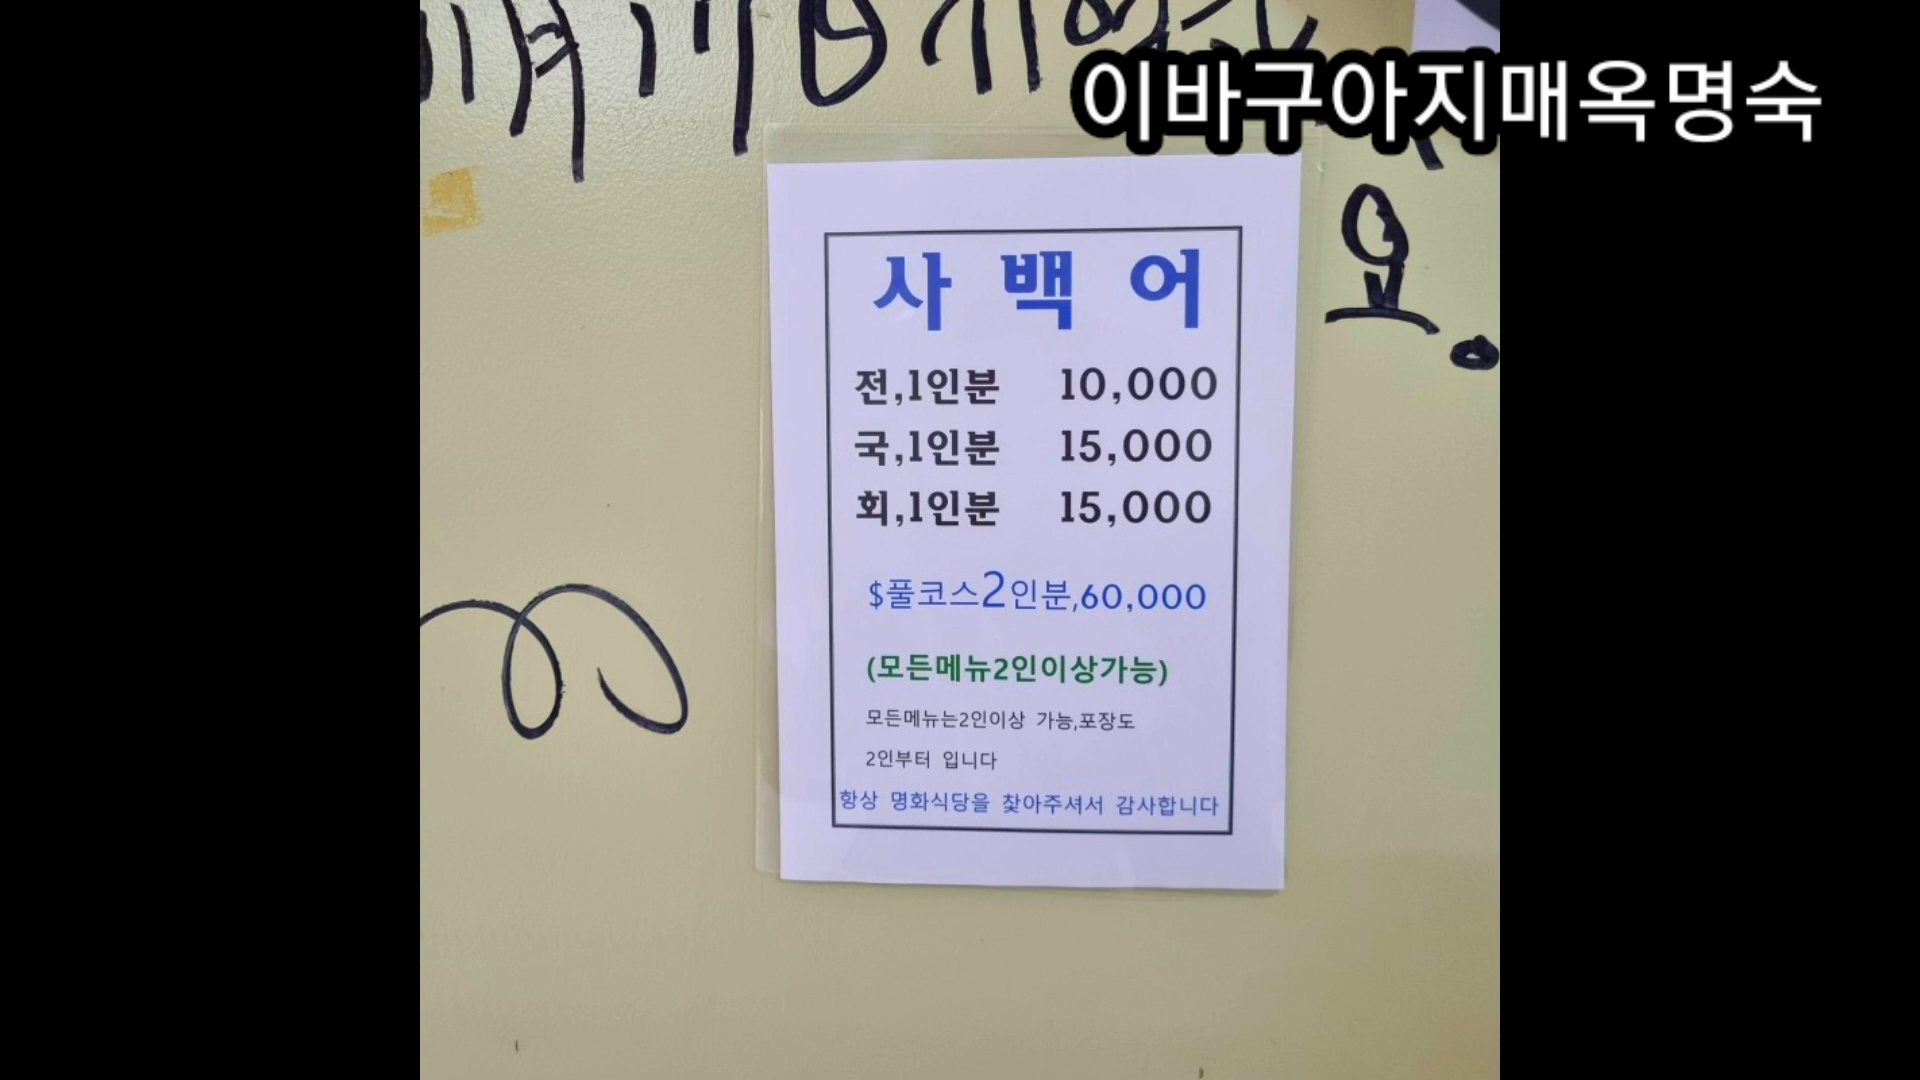 이바구아지매옥명숙
요.
사 백 어
전,1인분 10,000
국,1인분 15,000
회,1인분 15,000
$풀코스2인분,60,000
(모든메뉴2인이상가능)
모든메뉴는2인이상 가능,포장도
2인부터 입니다
항상 명화식당을 찾아주셔서 감사합니다